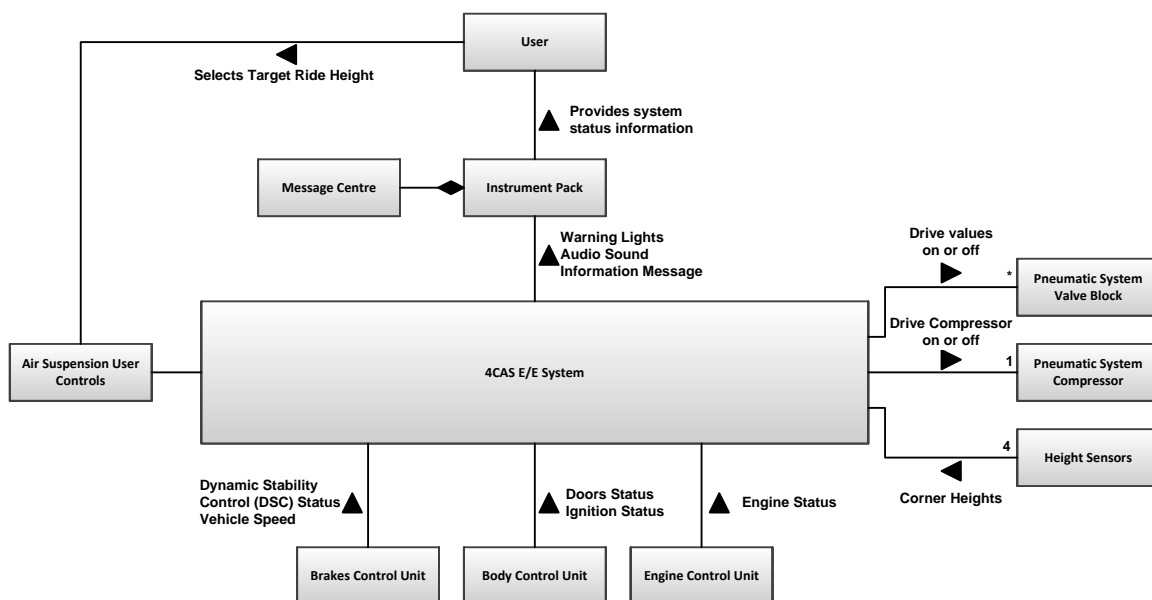 User
Selects Target Ride Height
Provides system
status information
Message Centre
Instrument Pack
Warning Lights
Audio Sound
Information Message
Drive values
on or off
*
Pneumatic System
Valve Block
Drive Compressor
on or off
1
Pneumatic System
Compressor
Air Suspension User
Controls
4CAS E/E System
4
Height Sensors
Corner Heights
Dynamic Stability
Control (DSC) Status
Vehicle Speed
Doors Status
Ignition Status
Engine Status
Brakes Control Unit
Body Control Unit
Engine Control Unit